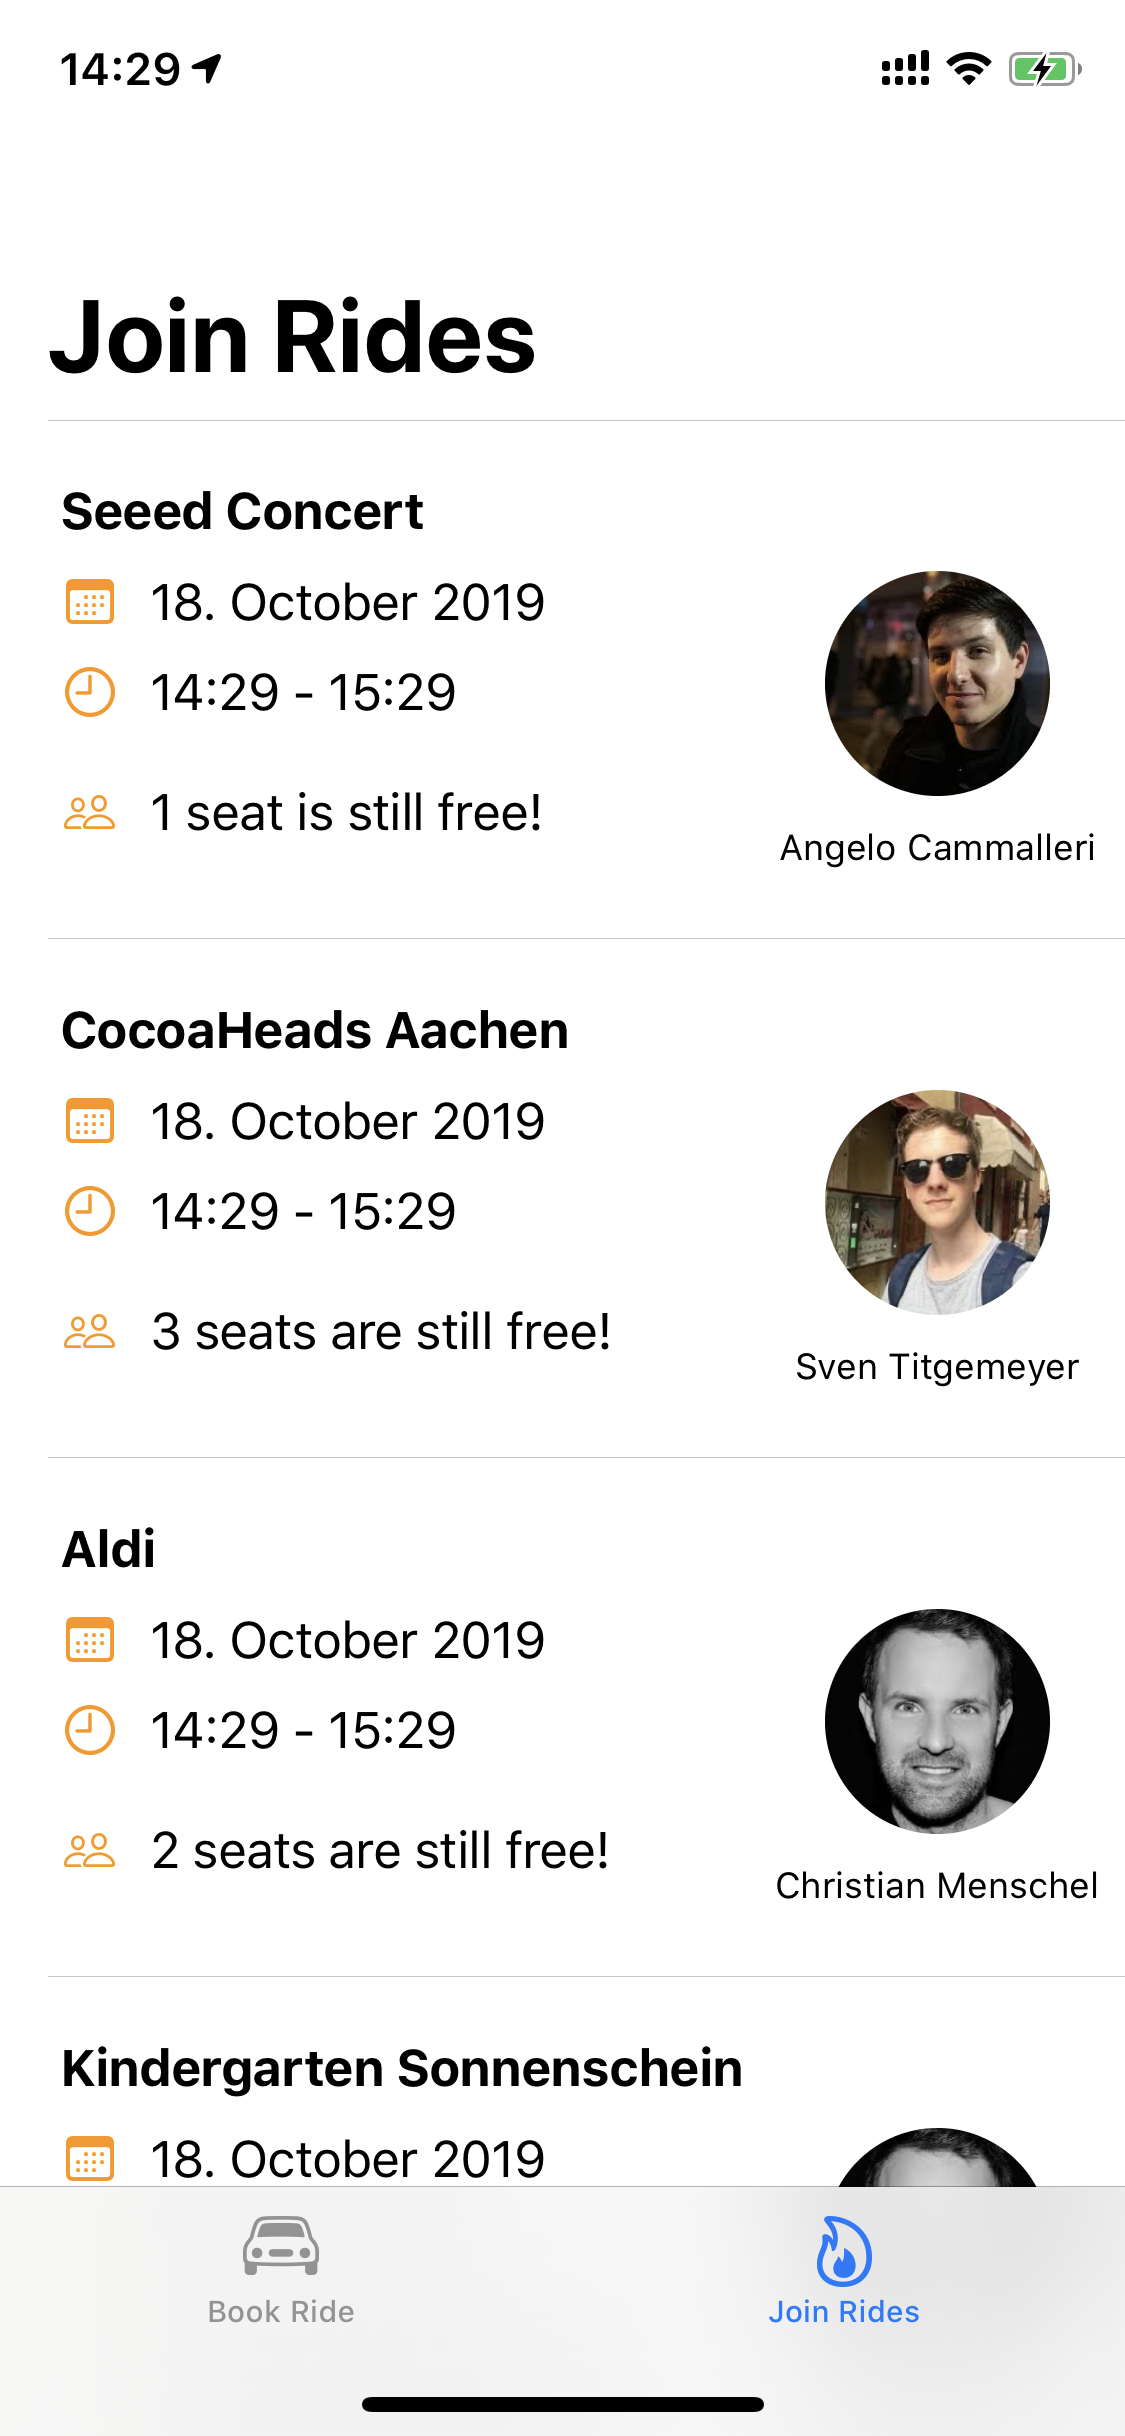 14:29
Join Rides
Seeed Concert
18. October 2019
14:29 - 15:29
1 seat is still free!
Angelo Cammalleri
CocoaHeads Aachen
18. October 2019
14:29 - 15:29
3 seats are still free!
Sven Titgemeyer
Aldi
18. October 2019
14:29 - 15:29
2 seats are still free!
Christian Menschel
Kindergarten Sonnenschein
18. October 2019
Book Ride
Join Rides